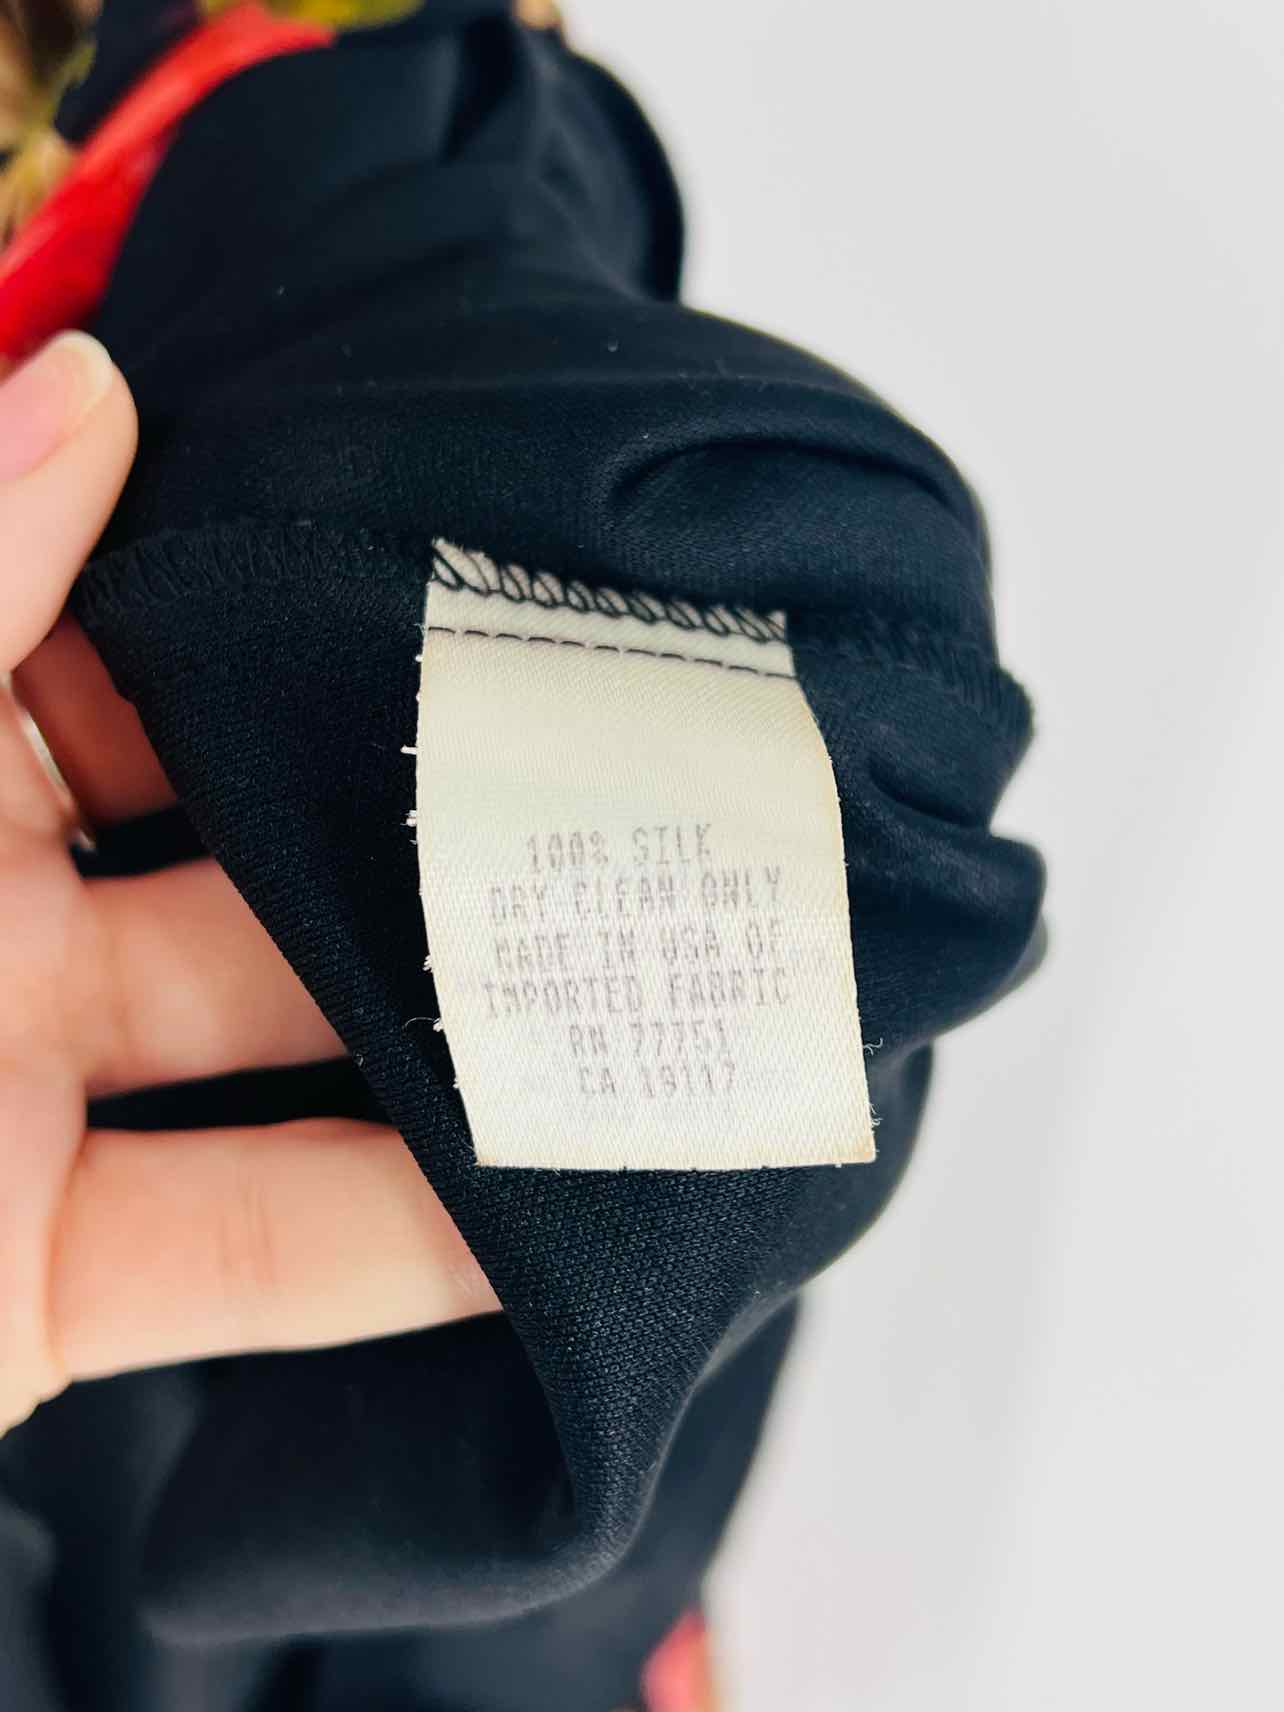 100% SILK
DRY CLEAN ONLY
MADE IN USA OF
IMPORTED FABRIC
RN 77751
CA 19117